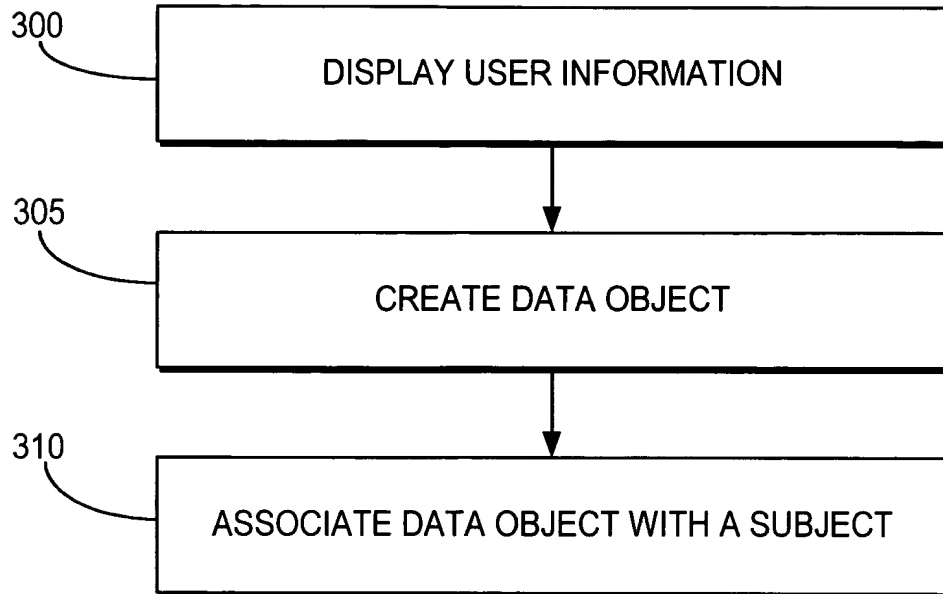 300
DISPLAY USER INFORMATION
305
CREATE DATA OBJECT
310
ASSOCIATE DATA OBJECT WITH A SUBJECT